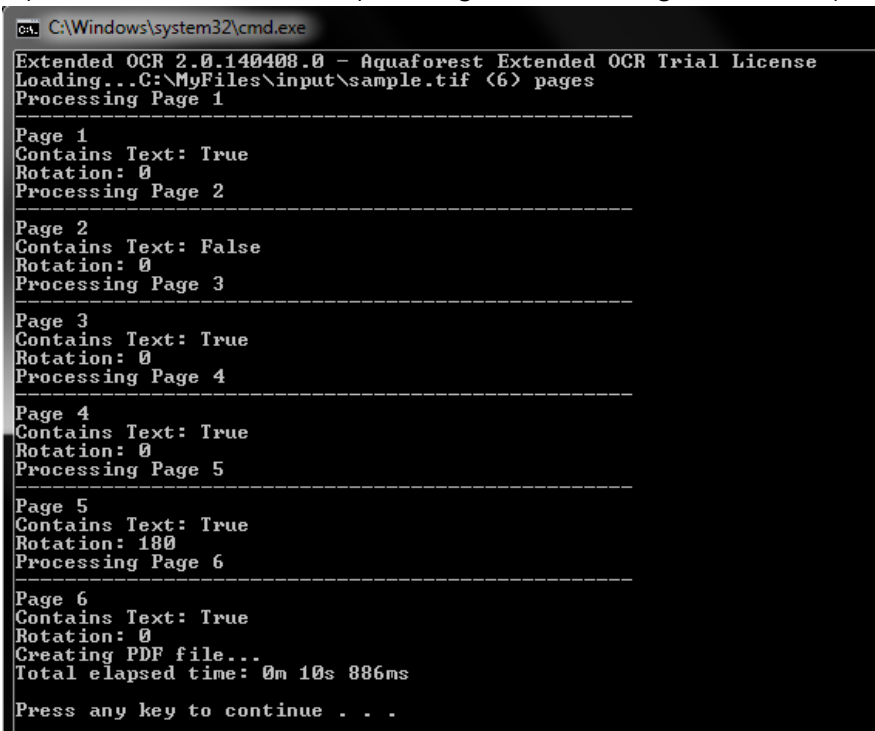 C:\Windows\system32\cmd.exe
Extended OCR 2.0.140408.0 - Aquaforest Extended OCR Trial License
Loading...C:\MyFiles\input\sample.tif (6) pages
Processing Page 1
---------------------------------------------------
Page 1
Contains Text: True
Rotation: 0
Processing Page 2
---------------------------------------------------
Page 2
Contains Text: False
Rotation: 0
Processing Page 3
---------------------------------------------------
Page 3
Contains Text: True
Rotation: 0
Processing Page 4
---------------------------------------------------
Page 4
Contains Text: True
Rotation: 0
Processing Page 5
---------------------------------------------------
Page 5
Contains Text: True
Rotation: 180
Processing Page 6
---------------------------------------------------
Page 6
Contains Text: True
Rotation: 0
Creating PDF file...
Total elapsed time: 0m 10s 886ms
Press any key to continue . . .